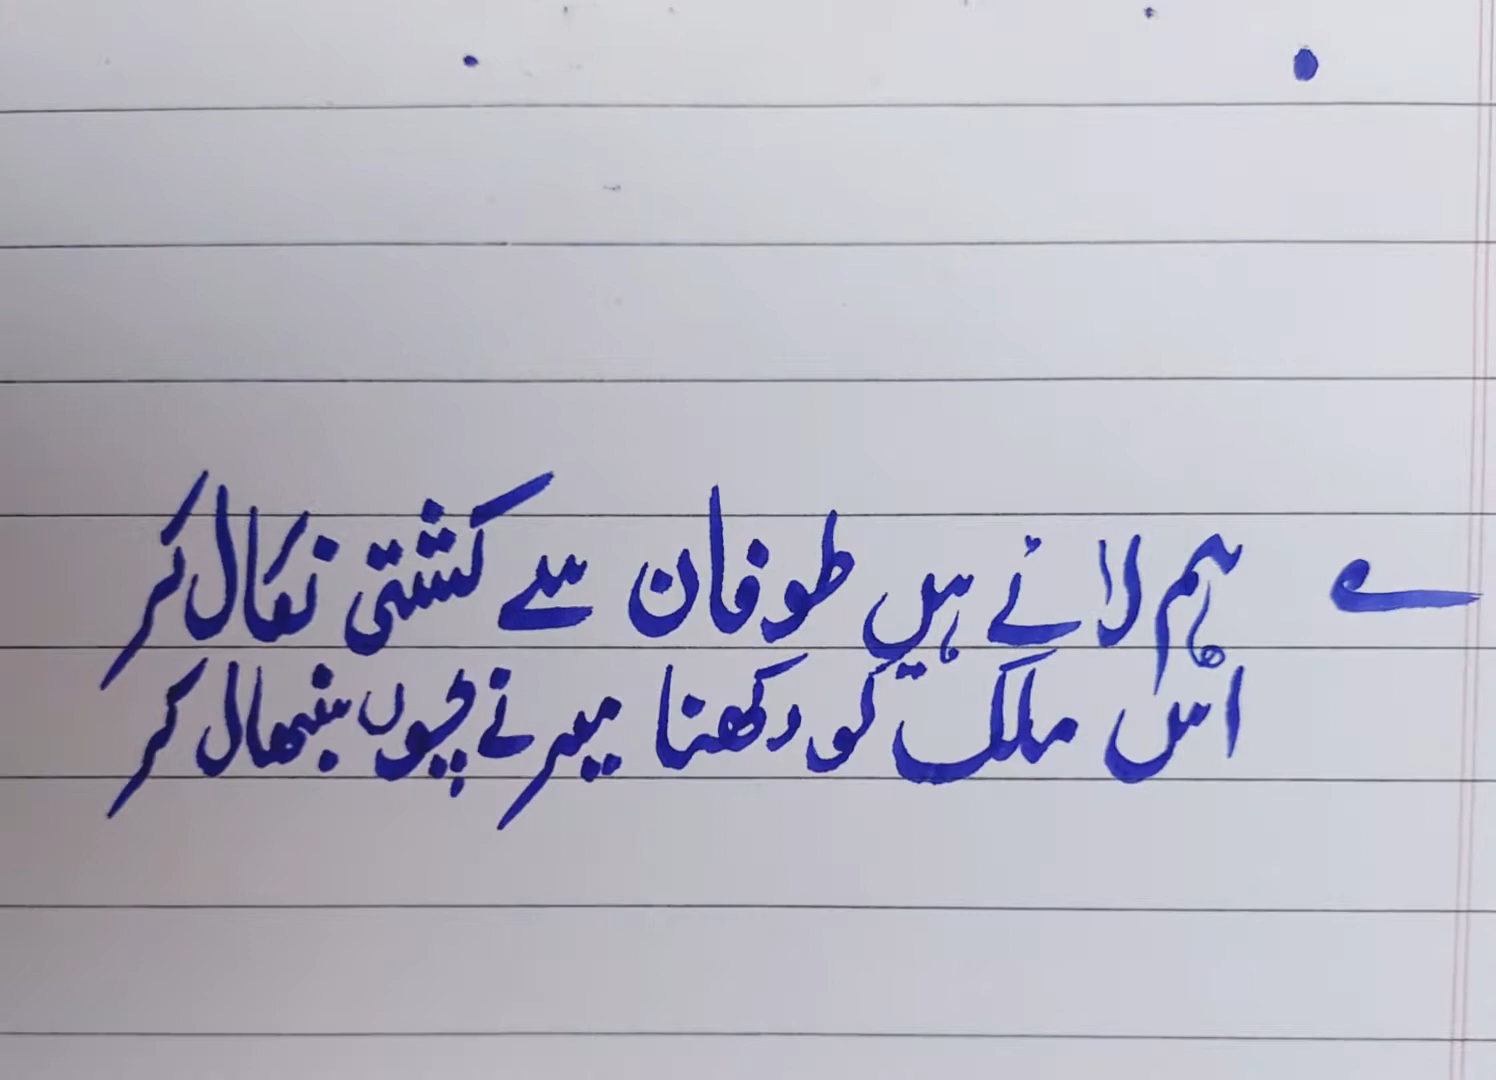 ؎ ہم لائے ہیں طوفان سے کشتی نکال کر
اس ملک کو رکھنا میرے بچوں سنبھال کر